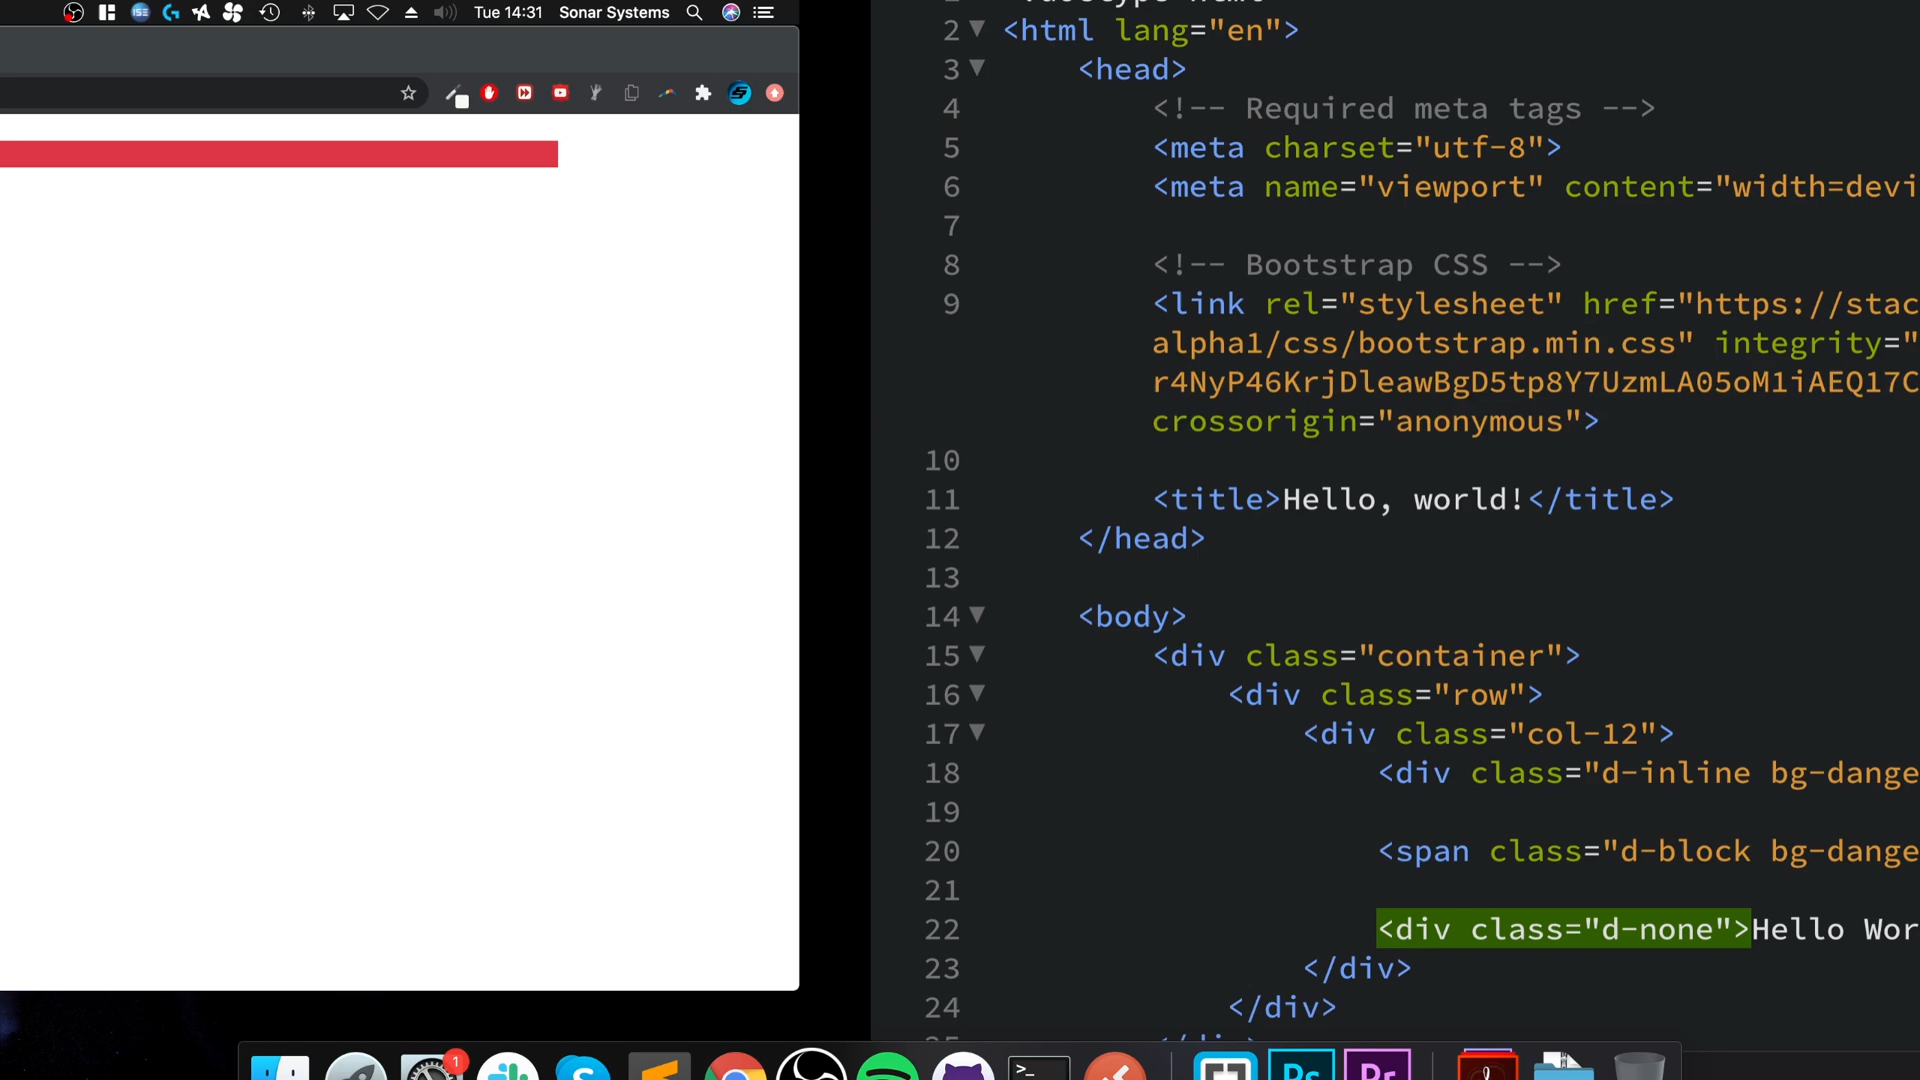 Tue 14:31 Sonar Systems
2 <html lang="en">
3 <head>
4 <!-- Required meta tags -->
5 <meta charset="utf-8">
6 <meta name="viewport" content="width=devi
7
8 <!-- Bootstrap CSS -->
9 <link rel="stylesheet" href="https://stac
alpha1/css/bootstrap.min.css" integrity="
r4NyP46KrjDleawBgD5tp8Y7UzmLA05oM1iAEQ17C
crossorigin="anonymous">
10
11 <title>Hello, world!</title>
12 </head>
13
14 <body>
15 <div class="container">
16 <div class="row">
17 <div class="col-12">
18 <div class="d-inline bg-dange
19
20 <span class="d-block bg-dange
21
22 <div class="d-none">Hello Wor
23 </div>
24 </div>
1